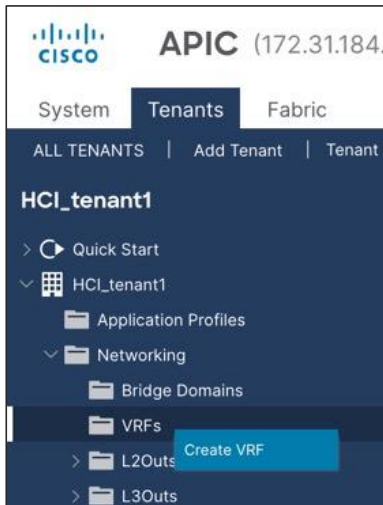 CISCO
APIC (172.31.184.
System Tenants Fabric
ALL TENANTS | Add Tenant | Tenant
HCI_tenant1
Quick Start
HCI_tenant1
Application Profiles
Networking
Bridge Domains
VRFs
Create VRF
L2Outs
L3Outs